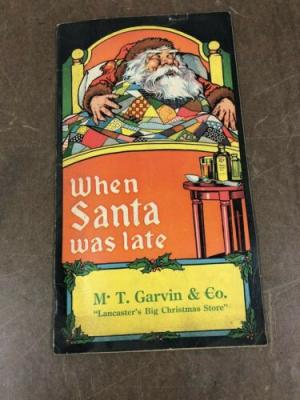 When
Santa
was late
M. T. Garvin & Co.
"Lancaster's Big Christmas Store"